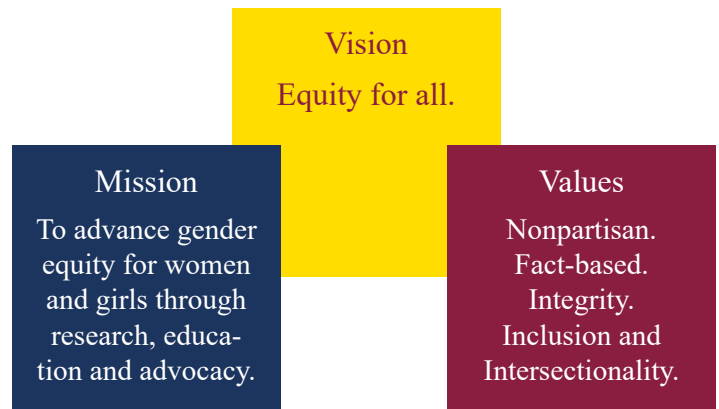 Vision
Equity for all.
Mission
To advance gender
equity for women
and girls through
research, educa-
tion and advocacy.
Values
Nonpartisan.
Fact-based.
Integrity.
Inclusion and
Intersectionality.